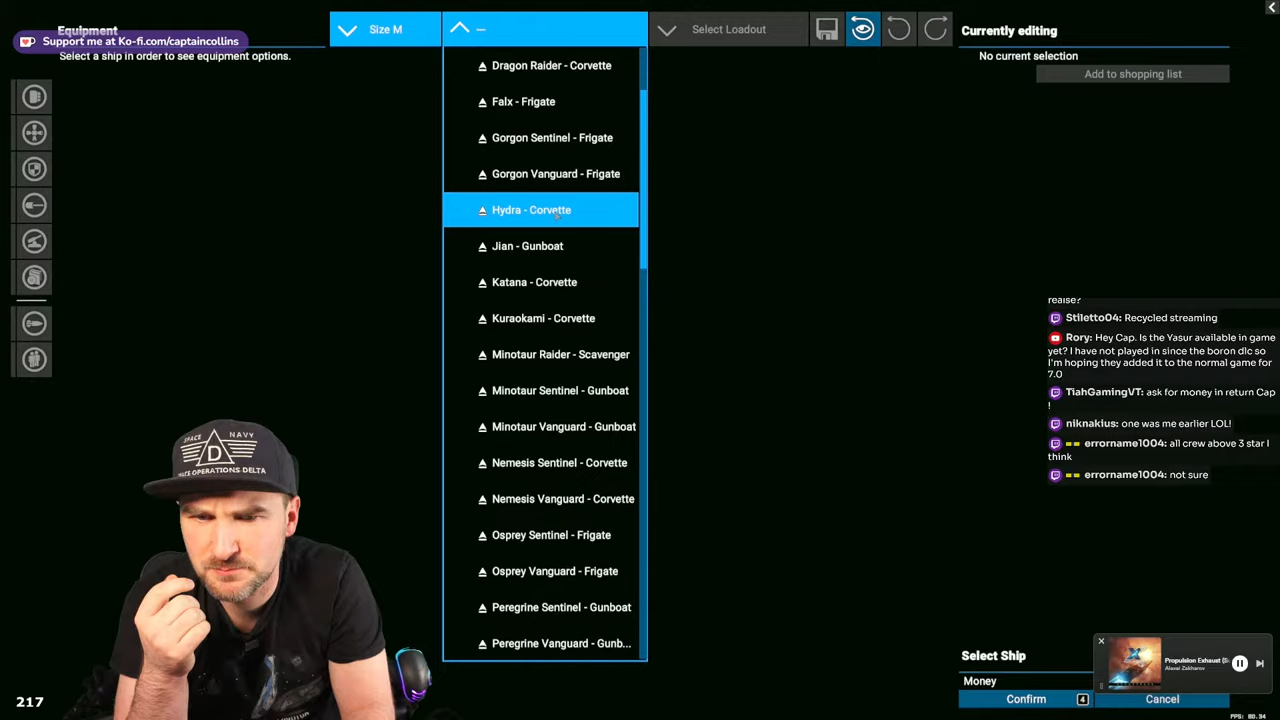 Equipment
Support me at Ko-fi.com/captaincollins
Select a ship in order to see equipment options.
Size M
--
Select Loadout
Currently editing
No current selection
Add to shopping list
Dragon Raider - Corvette
Falx - Frigate
Gorgon Sentinel - Frigate
Gorgon Vanguard - Frigate
Hydra - Corvette
Jian - Gunboat
Katana - Corvette
Kuraokami - Corvette
Minotaur Raider - Scavenger
Minotaur Sentinel - Gunboat
Minotaur Vanguard - Gunboat
Nemesis Sentinel - Corvette
Nemesis Vanguard - Corvette
Osprey Sentinel - Frigate
Osprey Vanguard - Frigate
Peregrine Sentinel - Gunboat
Peregrine Vanguard - Gunb...
realise?
Stiletto04: Recycled streaming
Rory: Hey Cap. Is the Yasur available in game
yet? I have not played in since the boron dlc so
I'm hoping they added it to the normal game for
7.0
TiahGamingVT: ask for money in return Cap
!
niknakius: one was me earlier LOL!
errorname1004: all crew above 3 star I
think
errorname1004: not sure
SPACE NAVY
D
SPACE OPERATIONS DELTA
Select Ship
Money
Confirm
4
Cancel
Propulsion Exhaust
Alexei Zakharov
217
FPS: 80.34